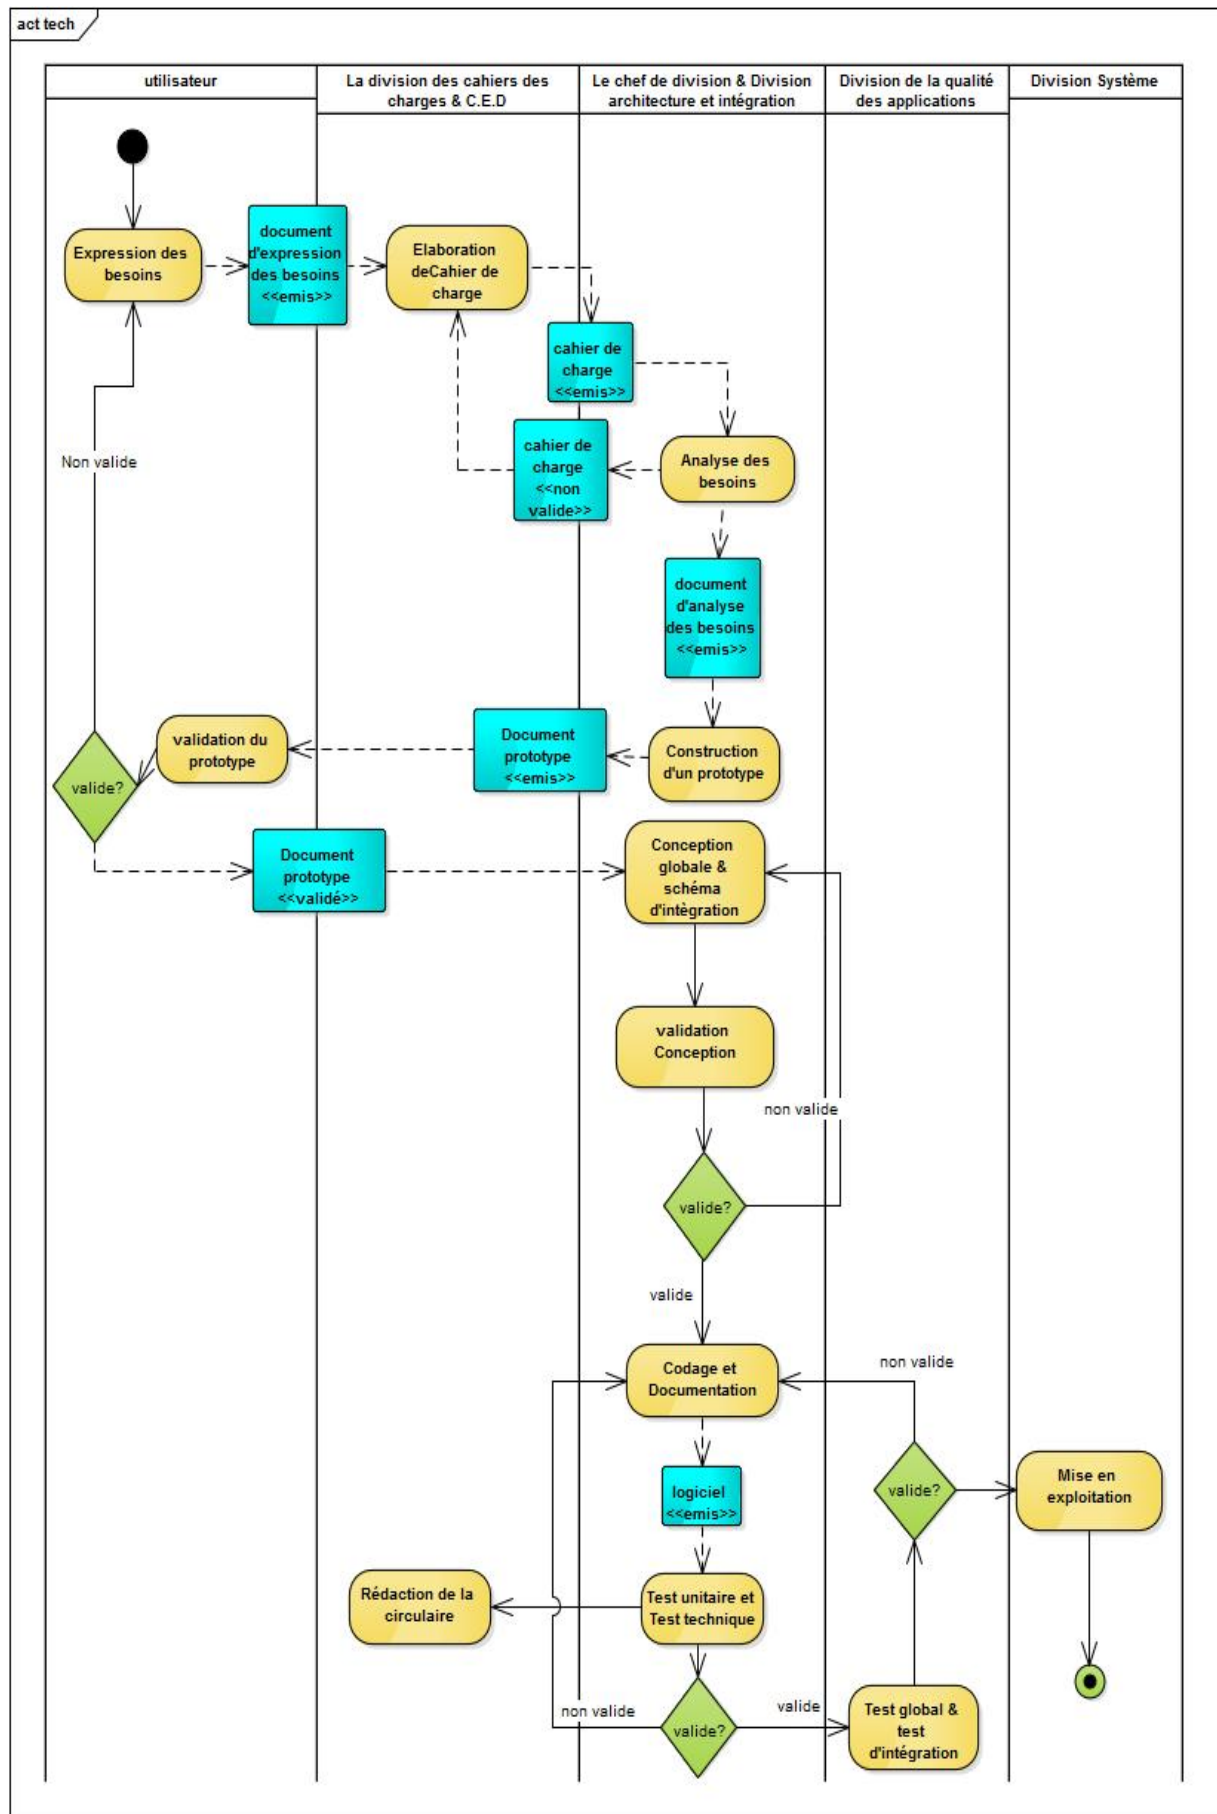 act tech
utilisateur
La division des cahiers des
charges & C.E.D
Le chef de division & Division
architecture et intégration
Division de la qualité
des applications
Division Système
Expression des
besoins
document
d'expression
des besoins
<<emis>>
Elaboration
deCahier de
charge
cahier de
charge
<<emis>>
cahier de
charge
<<non
valide>>
Analyse des
besoins
Non valide
document
d'analyse
des besoins
<<emis>>
validation du
prototype
Document
prototype
<<emis>>
Construction
d'un prototype
valide?
Document
prototype
<<validé>>
Conception
globale &
schéma
d'intègration
validation
Conception
non valide
valide?
valide
Codage et
Documentation
non valide
logiciel
<<emis>>
valide?
Mise en
exploitation
Rédaction de la
circulaire
Test unitaire et
Test technique
non valide
valide?
valide
Test global &
test
d'intégration